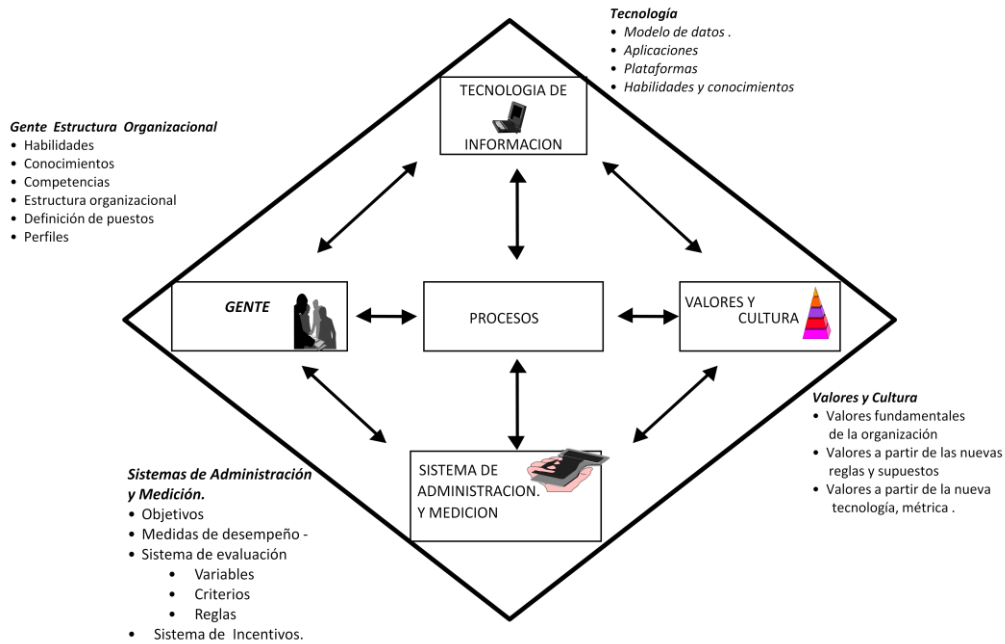 Tecnología
• Modelo de datos .
• Aplicaciones
• Plataformas
• Habilidades y conocimientos
TECNOLOGIA DE
INFORMACION
Gente Estructura Organizacional
• Habilidades
• Conocimientos
• Competencias
• Estructura organizacional
• Definición de puestos
• Perfiles
GENTE
PROCESOS
VALORES Y
CULTURA
Valores y Cultura
• Valores fundamentales
de la organización
• Valores a partir de las nuevas
reglas y supuestos
• Valores a partir de la nueva
tecnología, métrica .
SISTEMA DE
ADMINISTRACION.
Y MEDICION
Sistemas de Administración
y Medición.
• Objetivos
• Medidas de desempeño -
• Sistema de evaluación
• Variables
• Criterios
• Reglas
• Sistema de Incentivos.